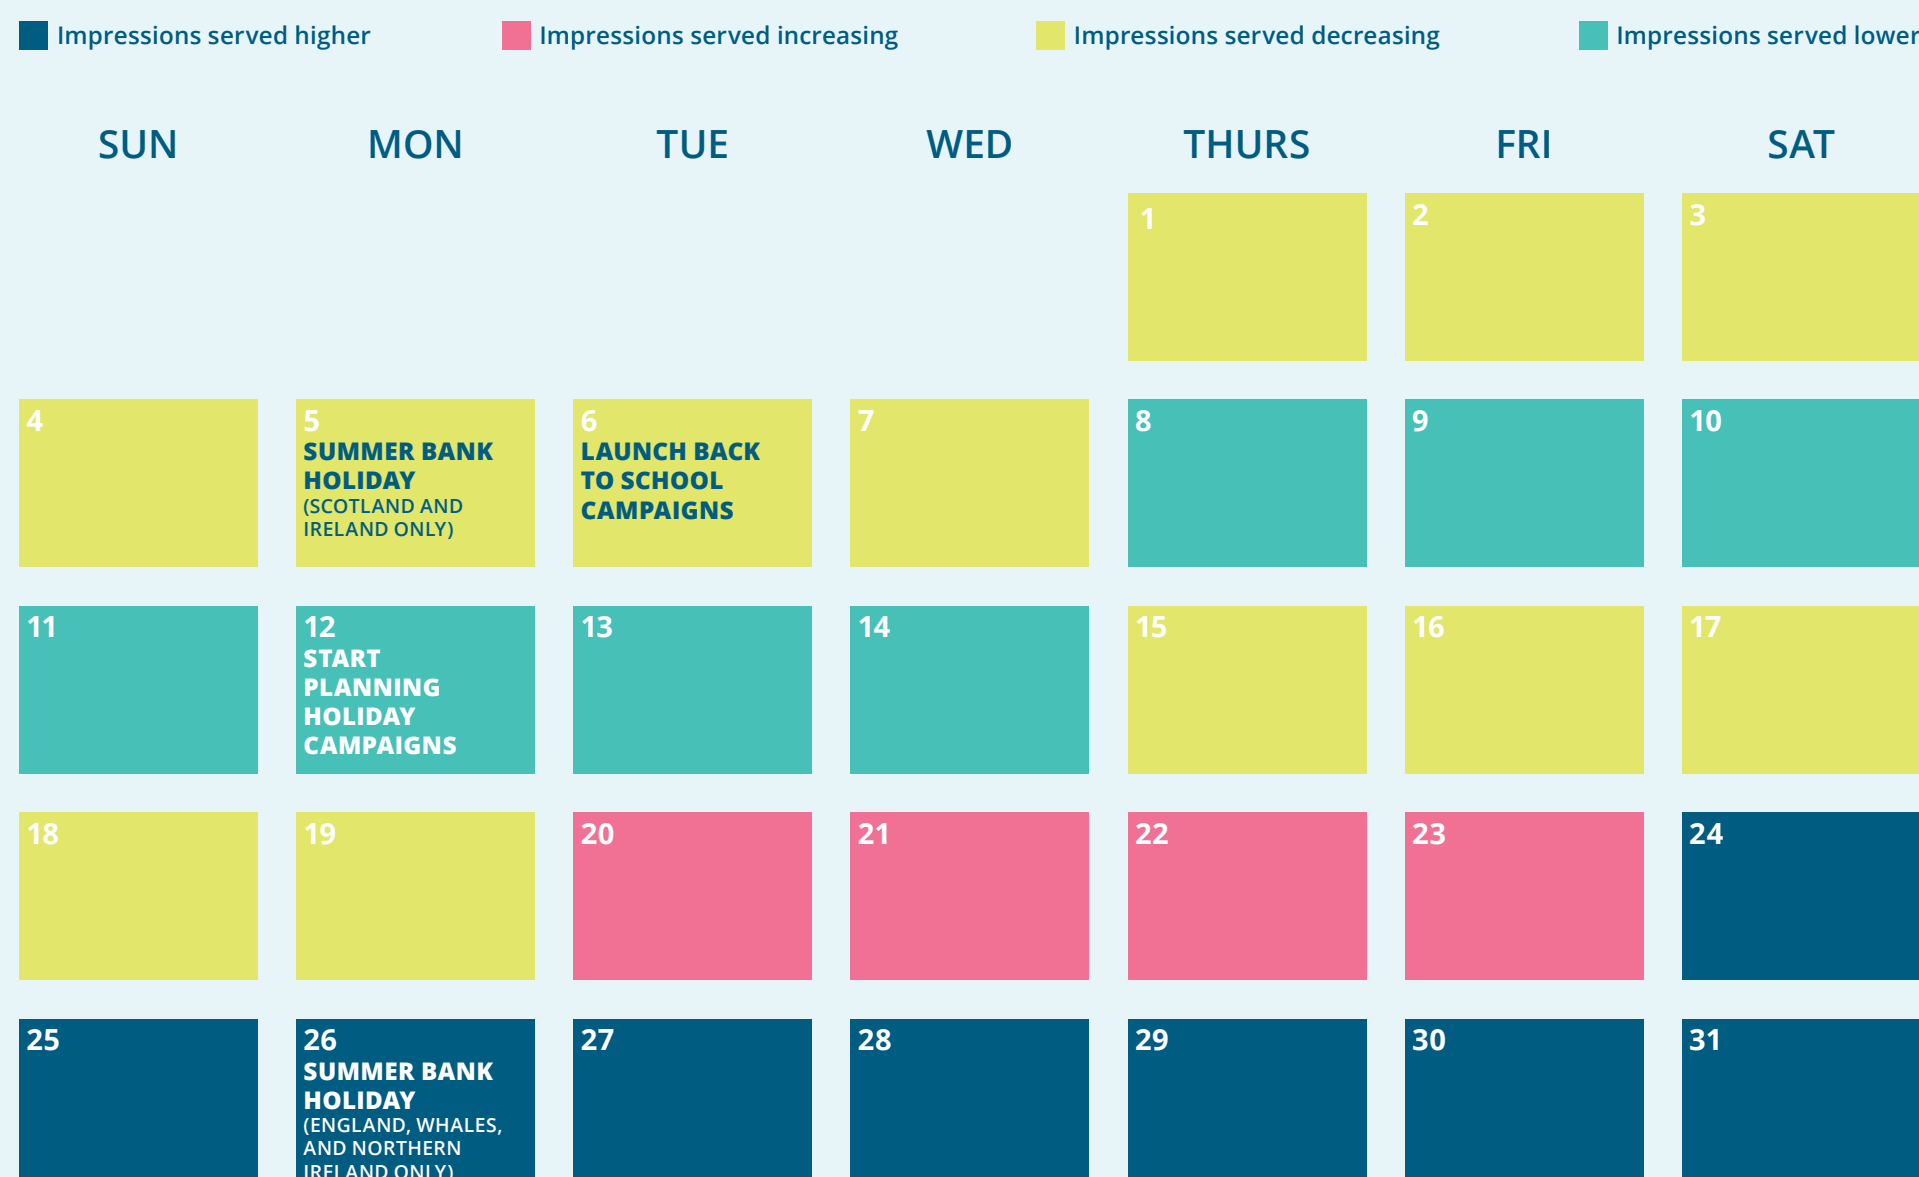 Impressions served higher
Impressions served increasing
Impressions served decreasing
Impressions served lower
SUN MON TUE WED THURS FRI SAT
1 2 3
4
5
SUMMER BANK
HOLIDAY
(SCOTLAND AND
IRELAND ONLY)
6
LAUNCH BACK
TO SCHOOL
CAMPAIGNS
7
8
9
10
11
12
START
PLANNING
HOLIDAY
CAMPAIGNS
13
14
15
16
17
18
19
20
21
22
23
24
25
26
SUMMER BANK
HOLIDAY
(ENGLAND, WHALES,
AND NORTHERN
IRELAND ONLY)
27
28
29
30
31